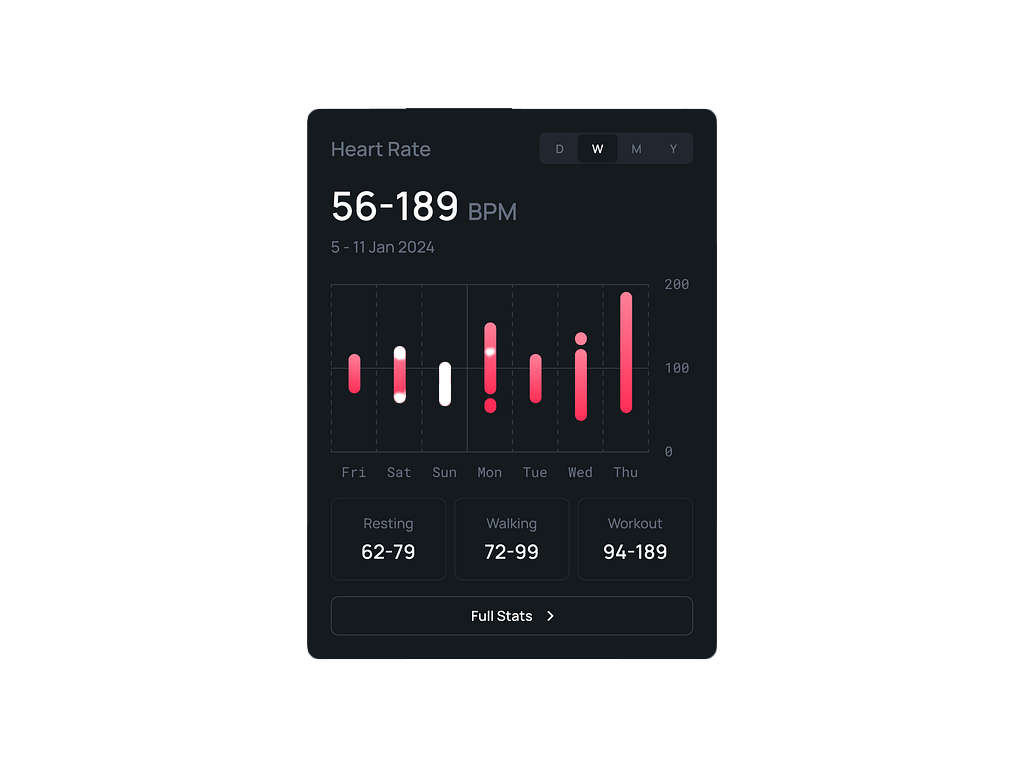 Heart Rate
D W M Y
56-189 BPM
5 - 11 Jan 2024
200
100
0
Fri Sat Sun Mon Tue Wed Thu
Resting Walking Workout
62-79 72-99 94-189
Full Stats